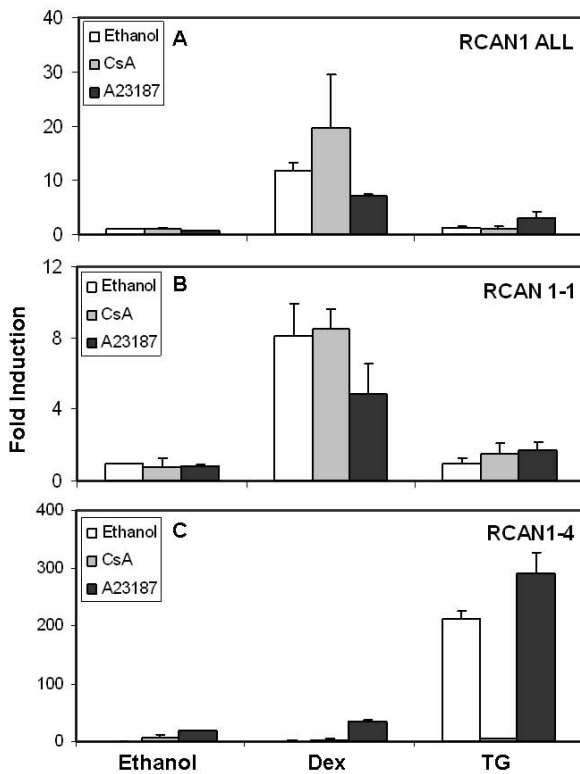 40
30
20
10
0
Ethanol
CsA
A23187
A
RCAN1 ALL
12
8
4
0
Ethanol
CsA
A23187
B
RCAN 1-1
Fold Induction
400
300
200
100
0
Ethanol
CsA
A23187
C
RCAN1-4
Ethanol Dex TG